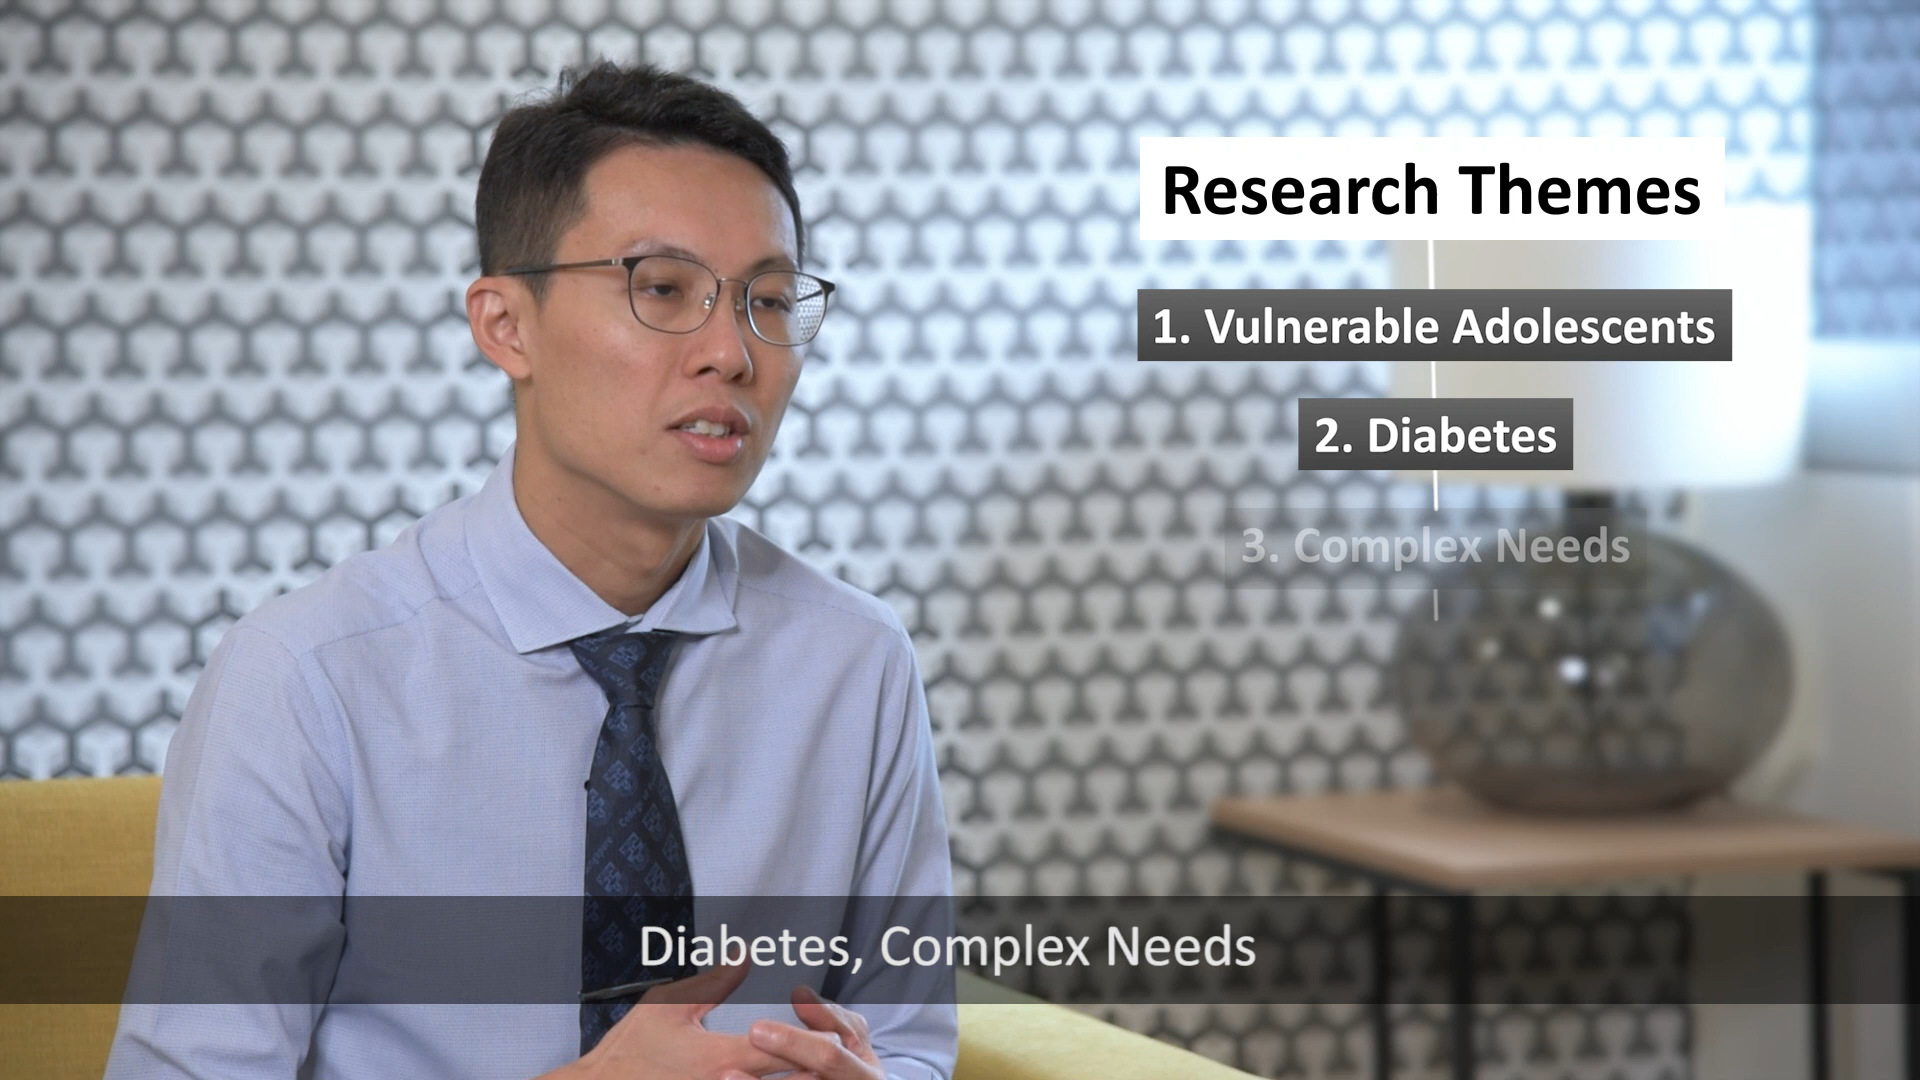 Research Themes
1. Vulnerable Adolescents
2. Diabetes
3. Complex Needs
Diabetes, Complex Needs